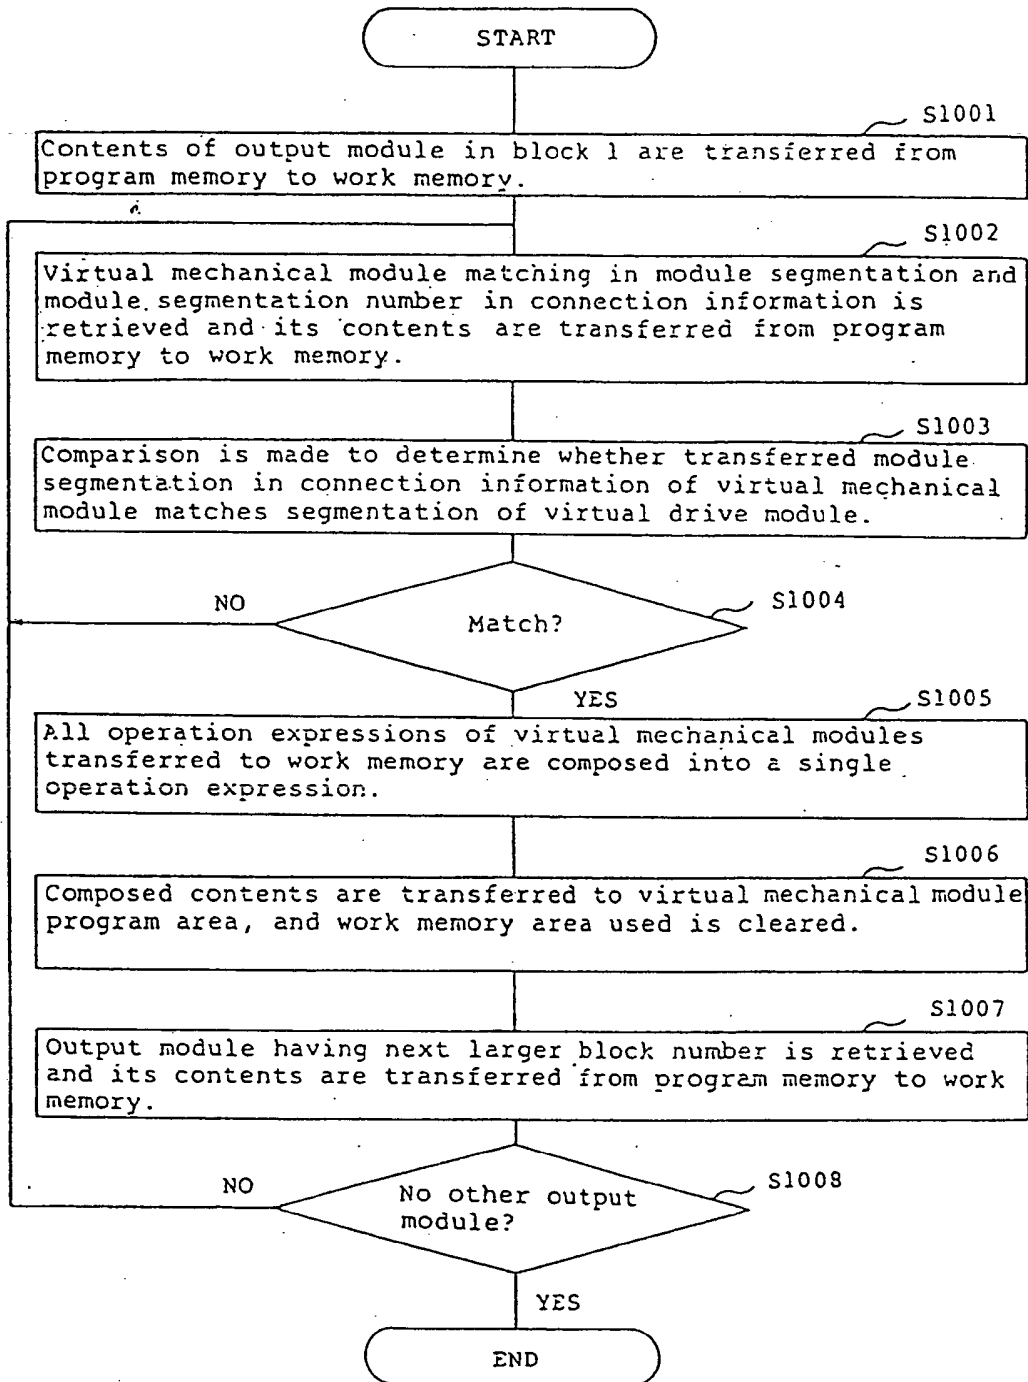 START
S1001
Contents of output module in block 1 are transferred from
program memory to work memory.
S1002
Virtual mechanical module matching in module segmentation and
module segmentation number in connection information is
retrieved and its contents are transferred from program
memory to work memory.
S1003
Comparison is made to determine whether transferred module
segmentation in connection information of virtual mechanical
module matches segmentation of virtual drive module.
NO
S1004
Match?
YES
S1005
All operation expressions of virtual mechanical modules
transferred to work memory are composed into a single
operation expression.
S1006
Composed contents are transferred to virtual mechanical module
program area, and work memory area used is cleared.
S1007
Output module having next larger block number is retrieved
and its contents are transferred from program memory to work
memory.
NO
S1008
No other output
module?
YES
END